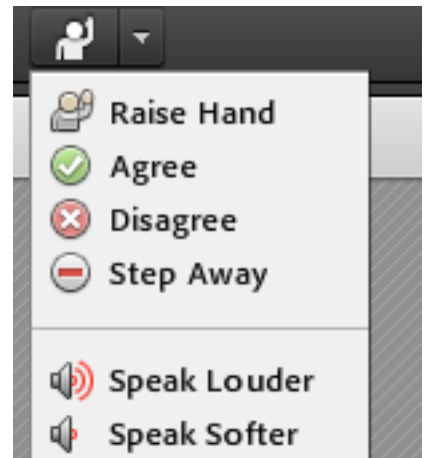 Raise Hand
Agree
Disagree
Step Away
Speak Louder
Speak Softer